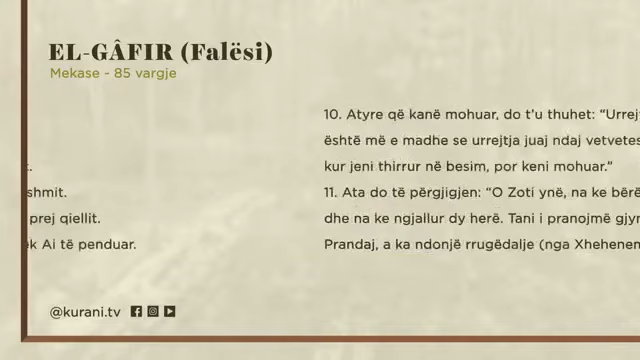 EL-GÂFIR (Falësi)
Mekase - 85 vargje
shmit.
prej qiellit.
Ai të penduar.
10. Atyre që kanë mohuar, do t’u thuhet: “Urrej
është më e madhe se urrejtja juaj ndaj vetvetes
kur jeni thirrur në besim, por keni mohuar.”
11. Ata do të përgjigjen: “O Zoti ynë, na ke bërë
dhe na ke ngjallur dy herë. Tani i pranojmë gjyn
Prandaj, a ka ndonjë rrugëdalje (nga Xhehenem
@kurani.tv